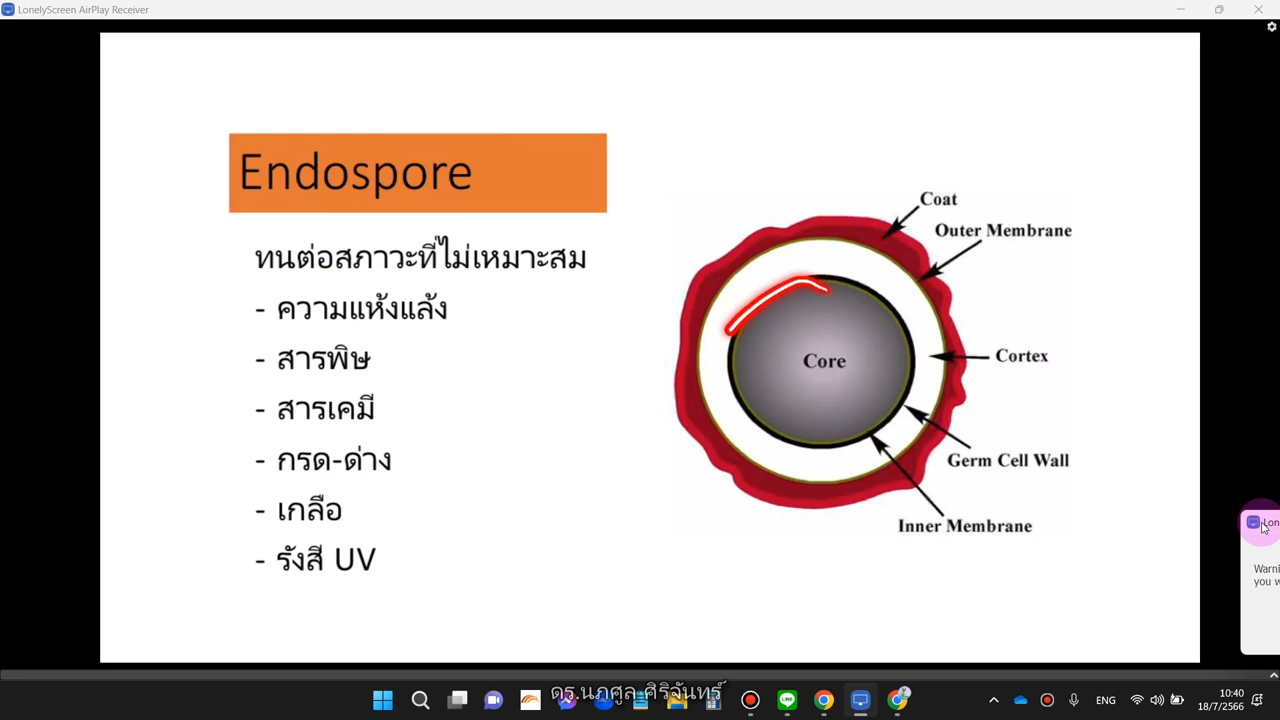 LonelyScreen AirPlay Receiver
Endospore
ทนต่อสภาวะที่ไม่เหมาะสม
- ความแห้งแล้ง
- สารพิษ
- สารเคมี
- กรด-ด่าง
- เกลือ
- รังสี UV
Coat
Outer Membrane
Core
Cortex
Germ Cell Wall
Inner Membrane
Lon
Warni
you w
ดร.นภศูล ศิริจันทร์
ENG
10:40
18/7/2566